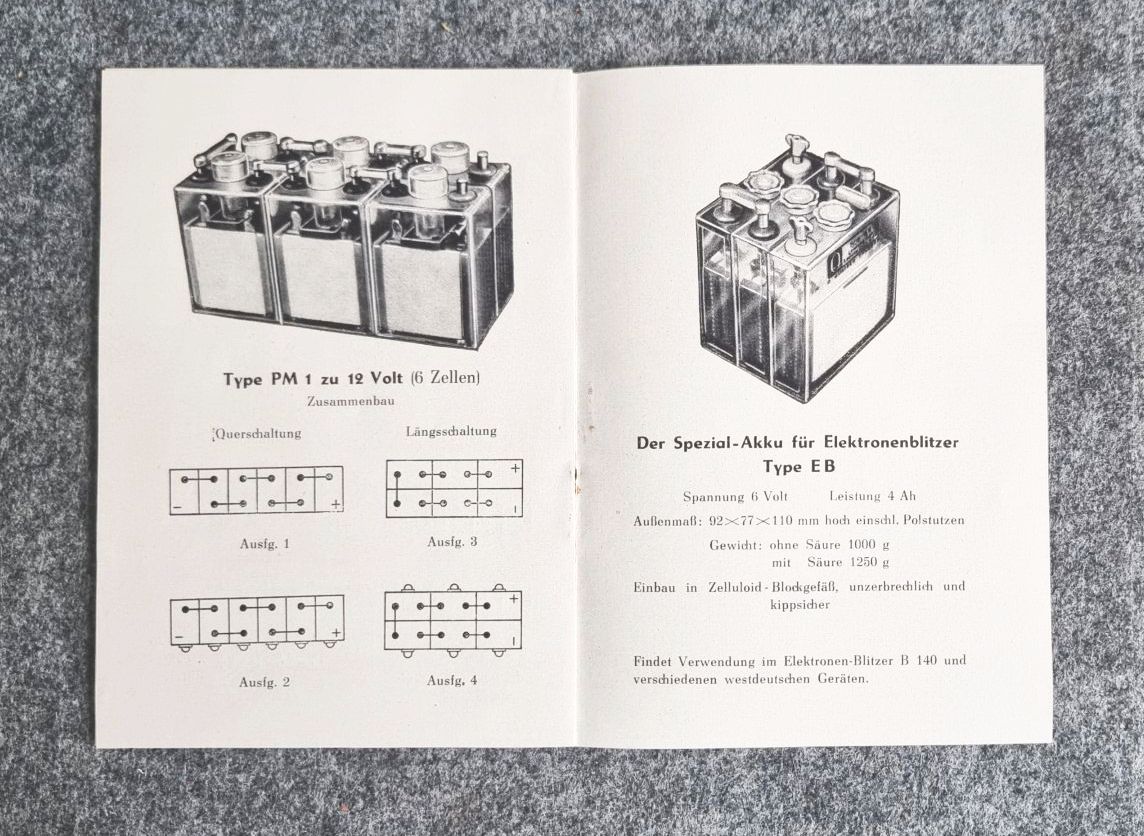 Type PM 1 zu 12 Volt (6 Zellen)
Zusammenbau
Querschaltung
Längsschaltung
Ausfg. 1
Ausfg. 3
Ausfg. 2
Ausfg. 4
Der Spezial-Akku für Elektronenblitzer
Type EB
Spannung 6 Volt Leistung 4 Ah
Außenmaß: 92×77×110 mm hoch einschl. Polstutzen
Gewicht: ohne Säure 1000 g
mit Säure 1250 g
Einbau in Zelluloid-Blockgefäß, unzerbrechlich und
kippsicher
Findet Verwendung im Elektronen-Blitzer B 140 und
verschiedenen westdeutschen Geräten.